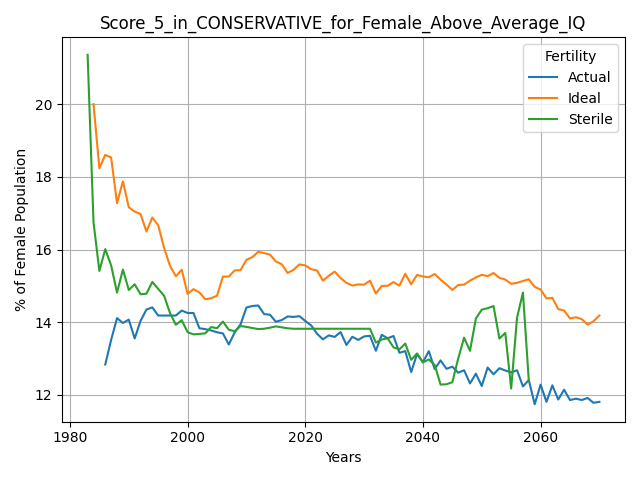 Score_5_in_CONSERVATIVE_for_Female_Above_Average_IQ
Fertility
Actual
Ideal
Sterile
% of Female Population
20
18
16
14
12
1980
2000
2020
2040
2060
Years